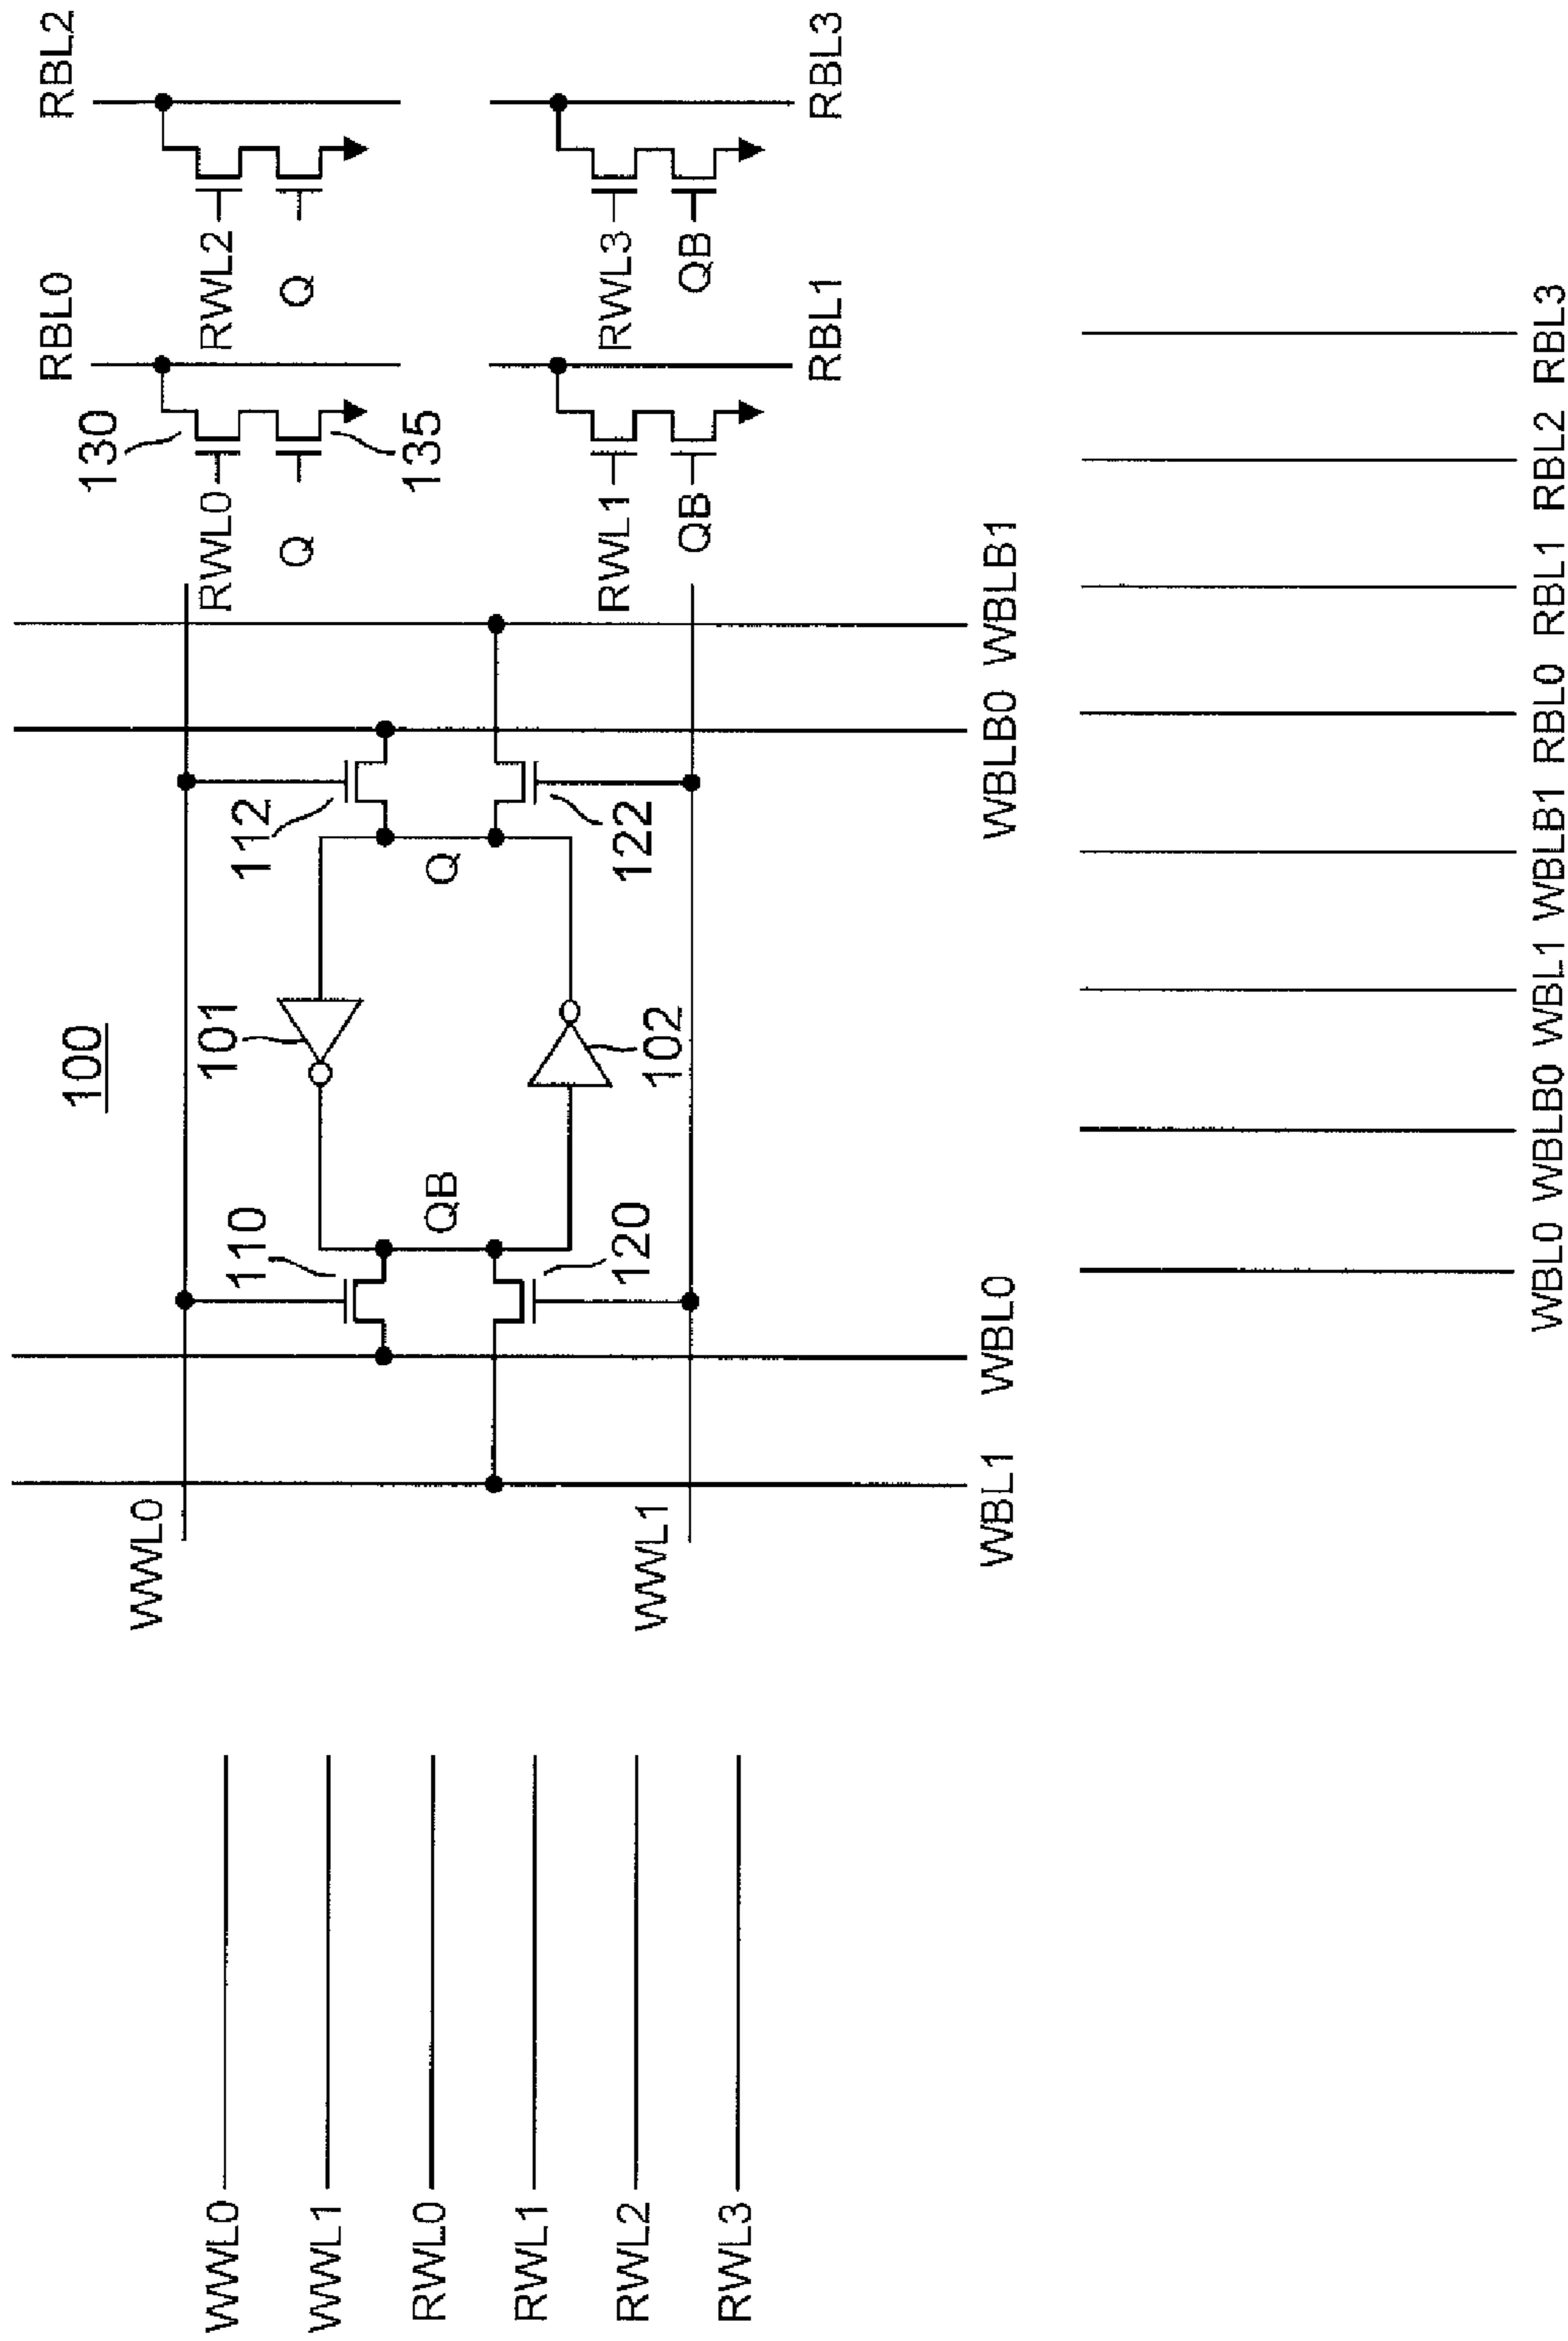 100
WWL0
WWL1
110
101
112
QB
Q
120
102
122
WBL1
WBL0
WBLB0
WBLB1
RBL0
RBL2
130
RWL0
RWL2
Q
Q
135
RWL1
RWL3
QB
QB
RBL1
RBL3
WWL0
WWL1
RWL0
RWL1
RWL2
RWL3
WBL0
WBLB0
WBL1
WBLB1
RBL0
RBL1
RBL2
RBL3